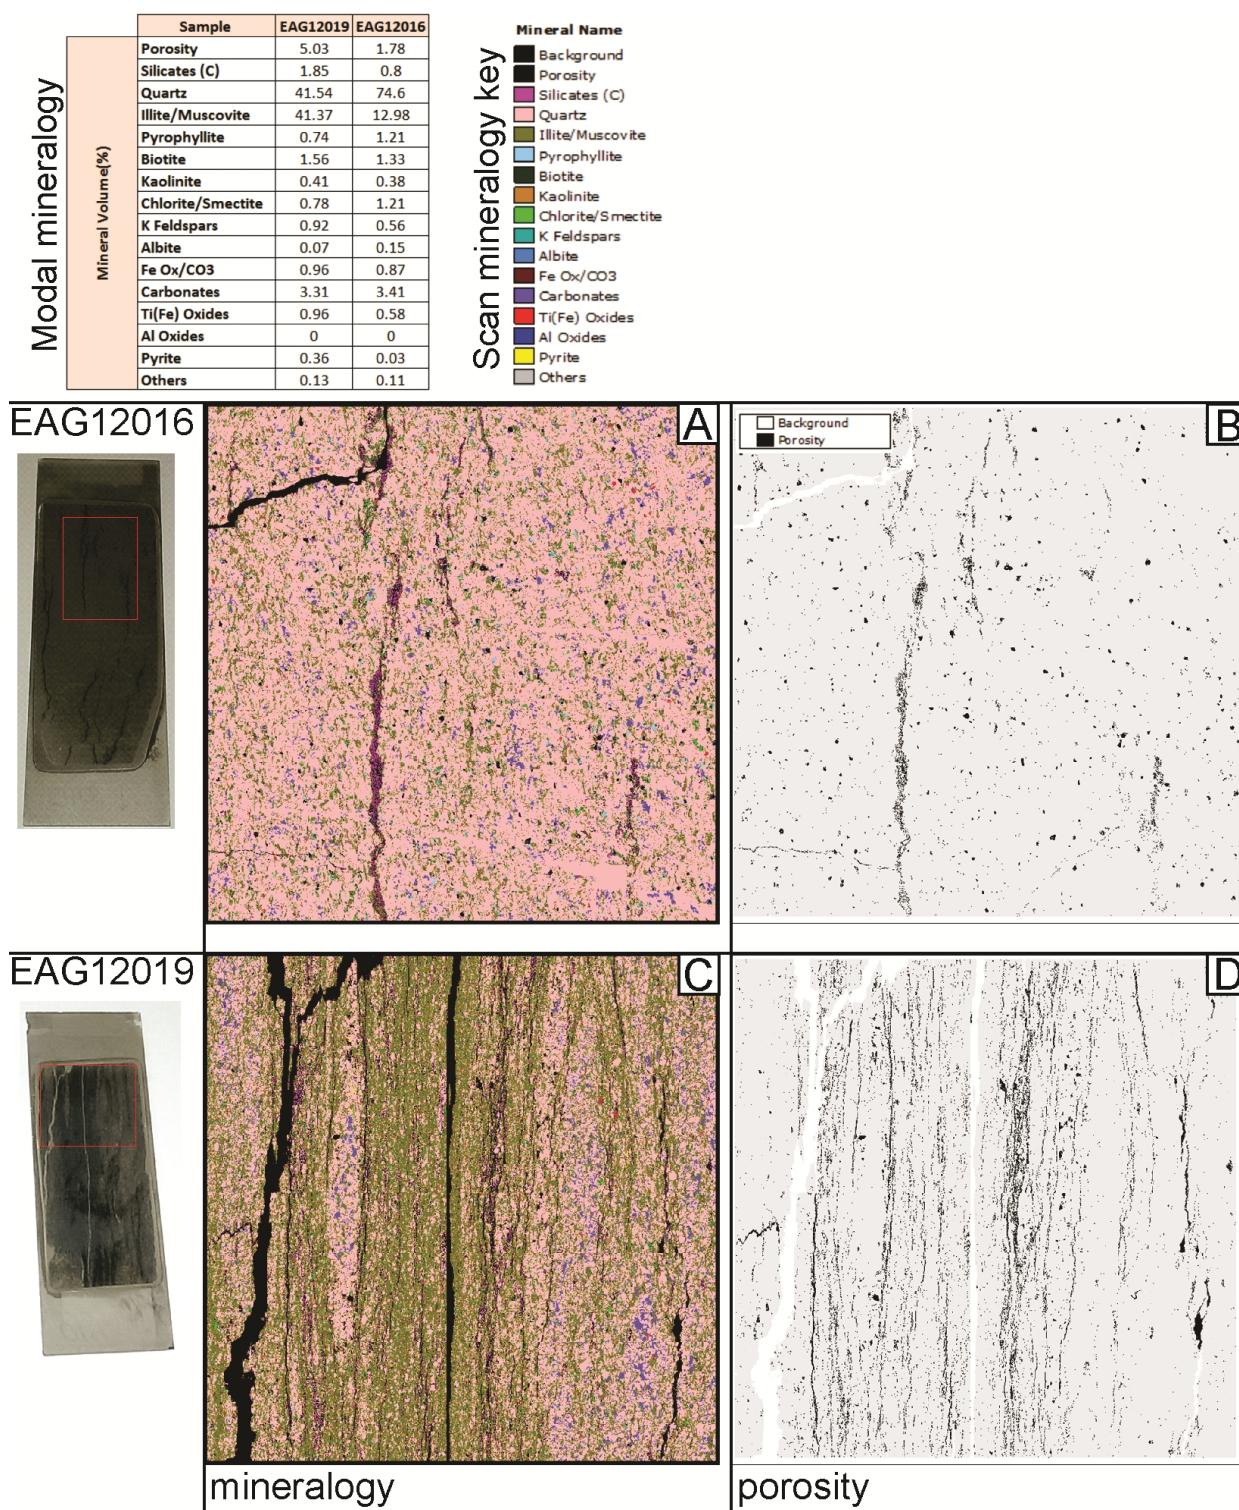 Modal mineralogy
Mineral Volume(%)
Sample EAG12019 EAG12016
Porosity 5.03 1.78
Silicates (C) 1.85 0.8
Quartz 41.54 74.6
Illite/Muscovite 41.37 12.98
Pyrophyllite 0.74 1.21
Biotite 1.56 1.33
Kaolinite 0.41 0.38
Chlorite/Smectite 0.78 1.21
K Feldspars 0.92 0.56
Albite 0.07 0.15
Fe Ox/CO3 0.96 0.87
Carbonates 3.31 3.41
Ti(Fe) Oxides 0.96 0.58
Al Oxides 0 0
Pyrite 0.36 0.03
Others 0.13 0.11
Scan mineralogy key
Mineral Name
Background
Porosity
Silicates (C)
Quartz
Illite/Muscovite
Pyrophyllite
Biotite
Kaolinite
Chlorite/Smectite
K Feldspars
Albite
Fe Ox/CO3
Carbonates
Ti(Fe) Oxides
Al Oxides
Pyrite
Others
EAG12016
A
Background
Porosity
B
EAG12019
C
D
mineralogy
porosity